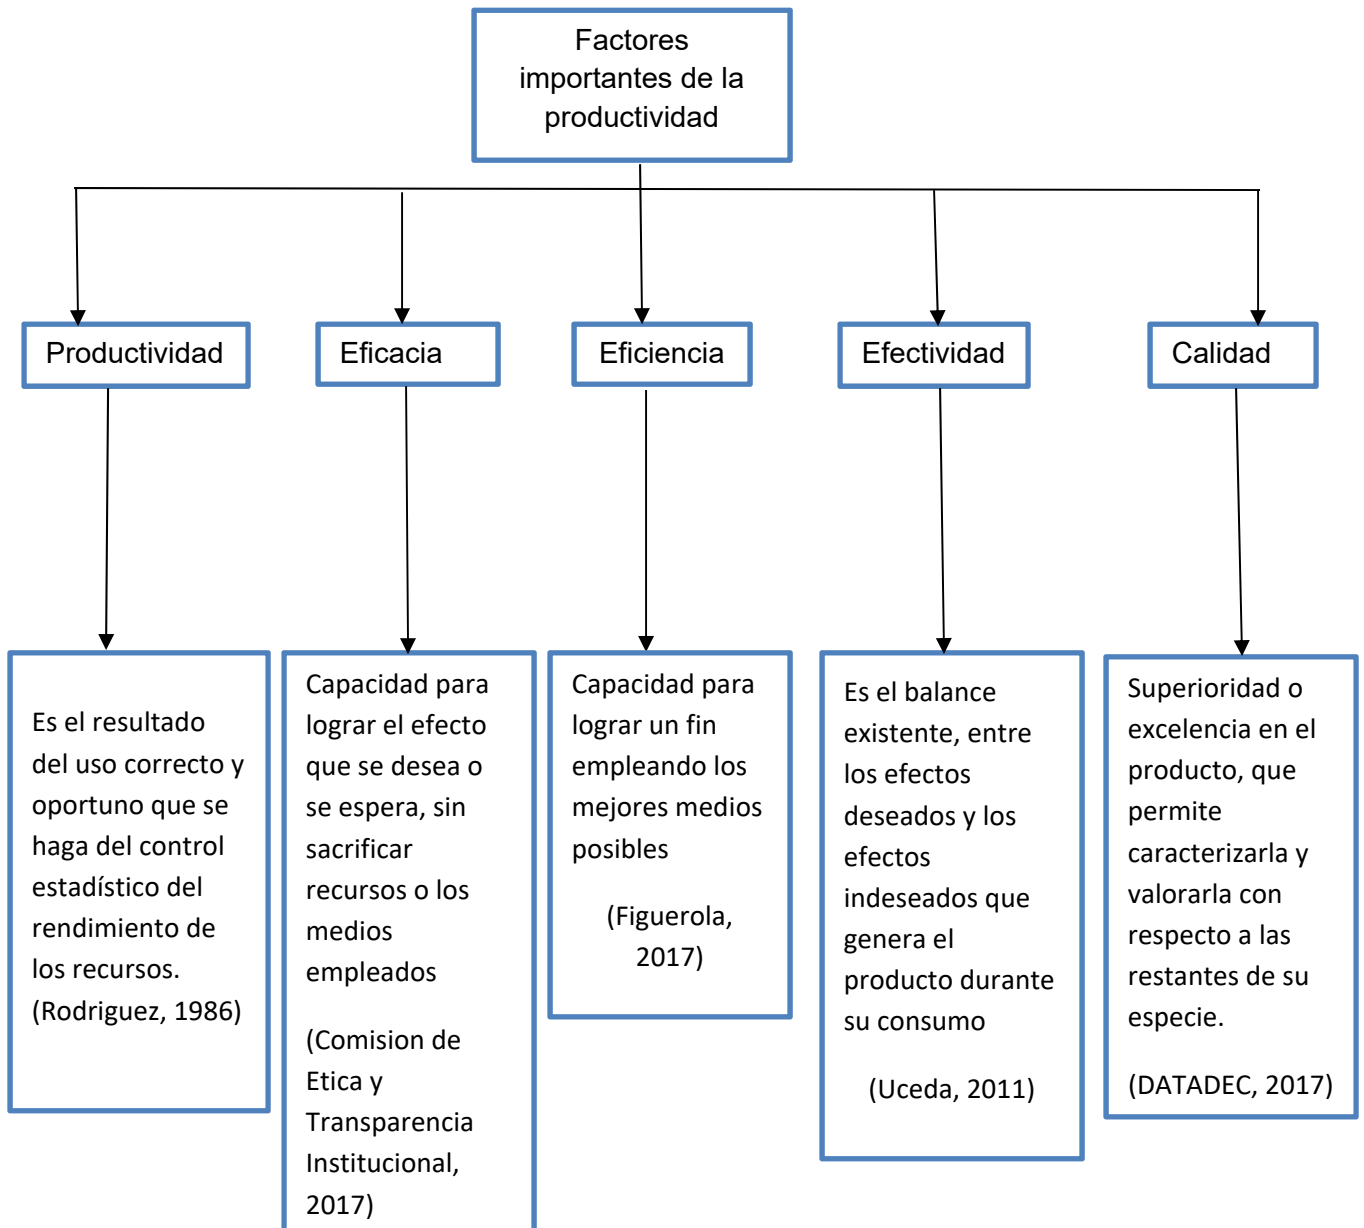 Factores
importantes de la
productividad
Productividad
Eficacia
Eficiencia
Efectividad
Calidad
Es el resultado
del uso correcto y
oportuno que se
haga del control
estadístico del
rendimiento de
los recursos.
(Rodriguez, 1986)
Capacidad para
lograr el efecto
que se desea o
se espera, sin
sacrificar
recursos o los
medios
empleados
(Comision de
Etica y
Transparencia
Institucional,
2017)
Capacidad para
lograr un fin
empleando los
mejores medios
posibles
(Figuerola,
2017)
Es el balance
existente, entre
los efectos
deseados y los
efectos
indeseados que
genera el
producto durante
su consumo
(Uceda, 2011)
Superioridad o
excelencia en el
producto, que
permite
caracterizarla y
valorarla con
respecto a las
restantes de su
especie.
(DATADEC, 2017)